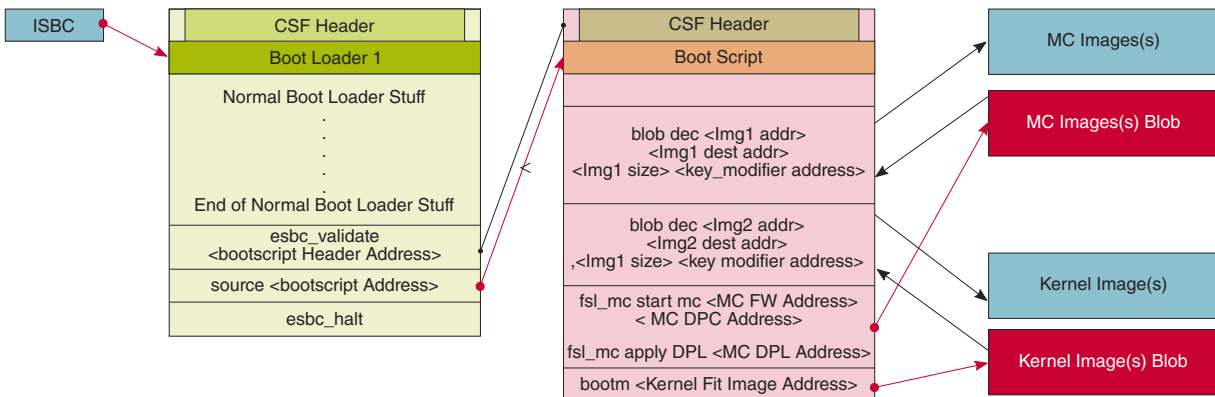 ISBC
CSF Header
Boot Loader 1
Normal Boot Loader Stuff
.
.
.
.
.
End of Normal Boot Loader Stuff
esbc_validate
<bootscript Header Address>
source <bootscript Address>
esbc_halt
CSF Header
Boot Script
blob dec <Img1 addr>
<Img1 dest addr>
<Img1 size> <key_modifier address>
blob dec <Img2 addr>
<Img2 dest addr>
,<Img1 size> <key modifier address>
fsl_mc start mc <MC FW Address>
< MC DPC Address>
fsl_mc apply DPL <MC DPL Address>
bootm <Kernel Fit Image Address>
MC Images(s)
MC Images(s) Blob
Kernel Image(s)
Kernel Image(s) Blob